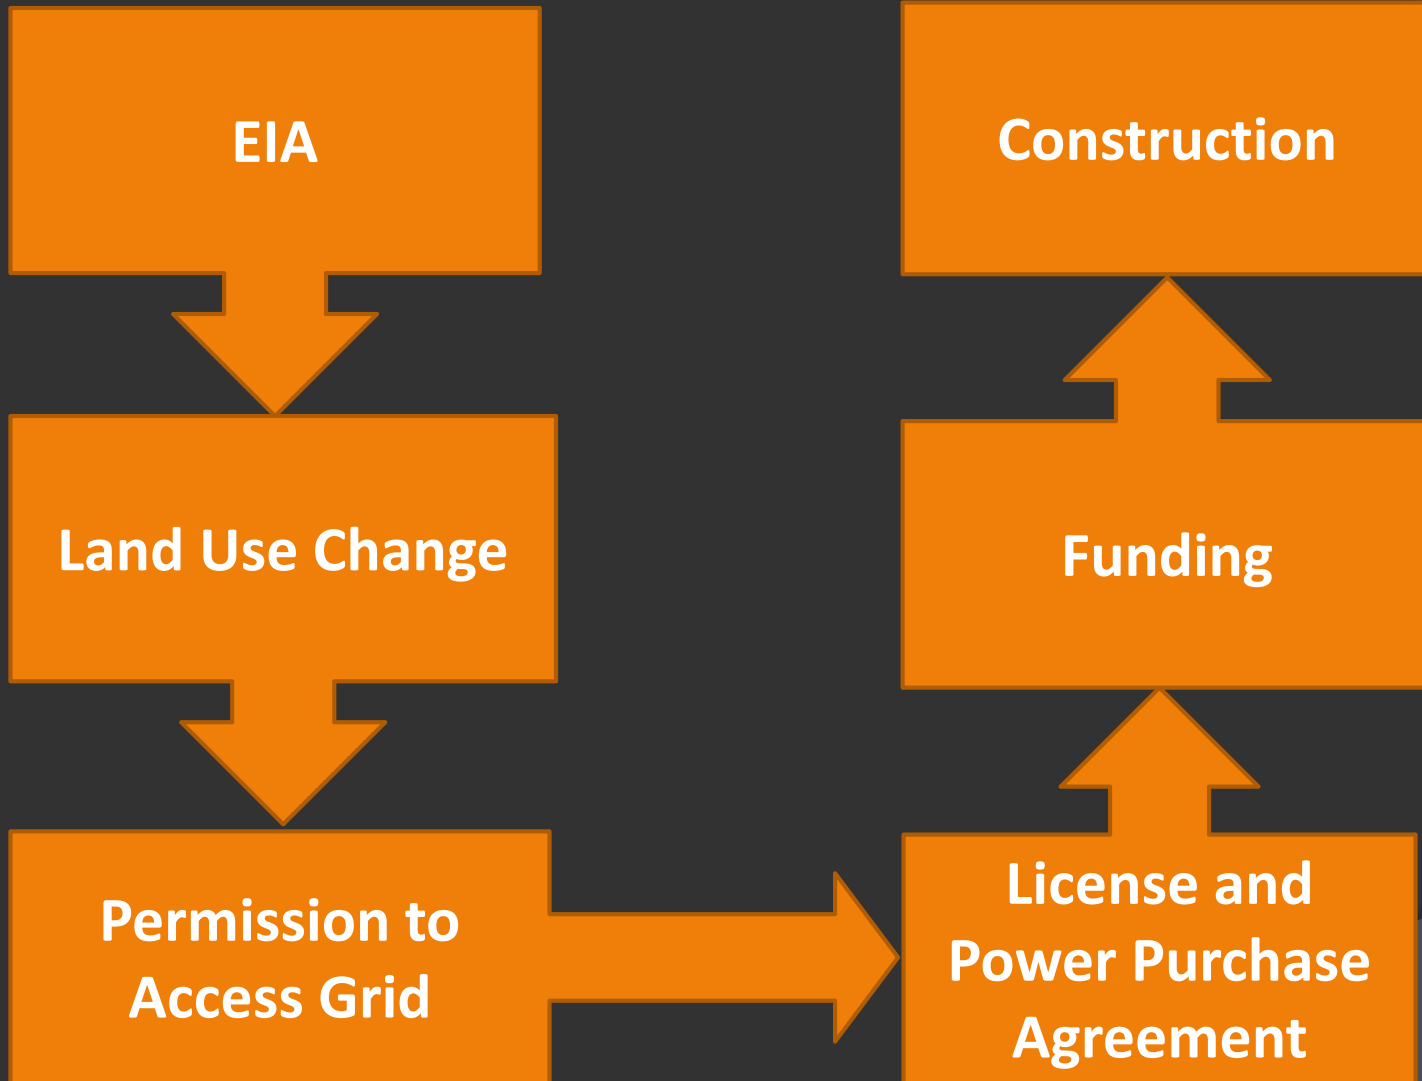 EIA
Land Use Change
Permission to
Access Grid
License and
Power Purchase
Agreement
Funding
Construction